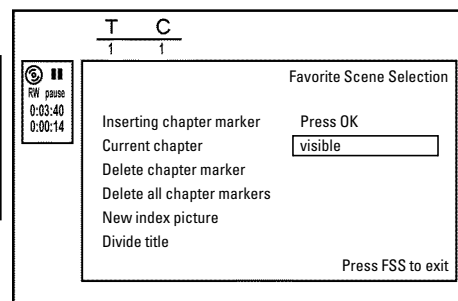 T C
1 1
RW pause
0:03:40
0:00:14
Favorite Scene Selection
Inserting chapter marker Press OK
Current chapter visible
Delete chapter marker
Delete all chapter markers
New index picture
Divide title
Press FSS to exit